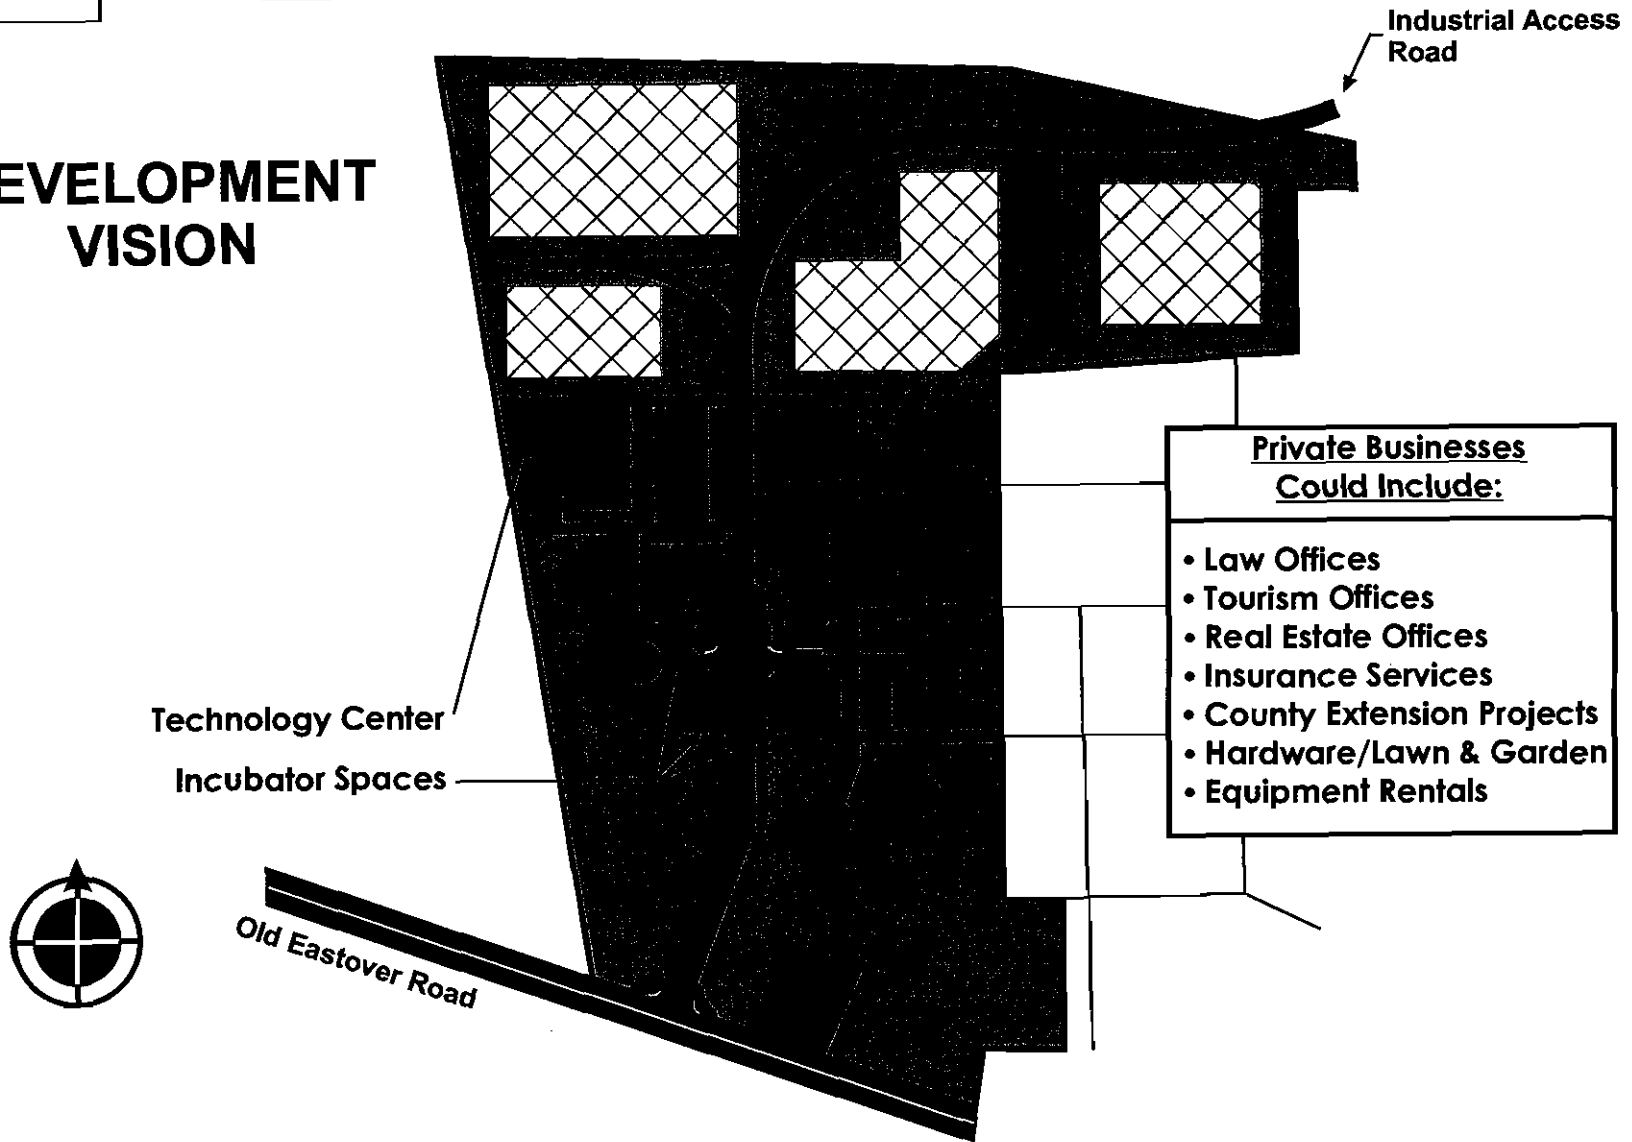 Industrial Access
Road
EVELOPMENT
VISION
Private Businesses
Could Include:
• Law Offices
• Tourism Offices
• Real Estate Offices
• Insurance Services
• County Extension Projects
• Hardware/Lawn & Garden
• Equipment Rentals
Technology Center
Incubator Spaces
Old Eastover Road